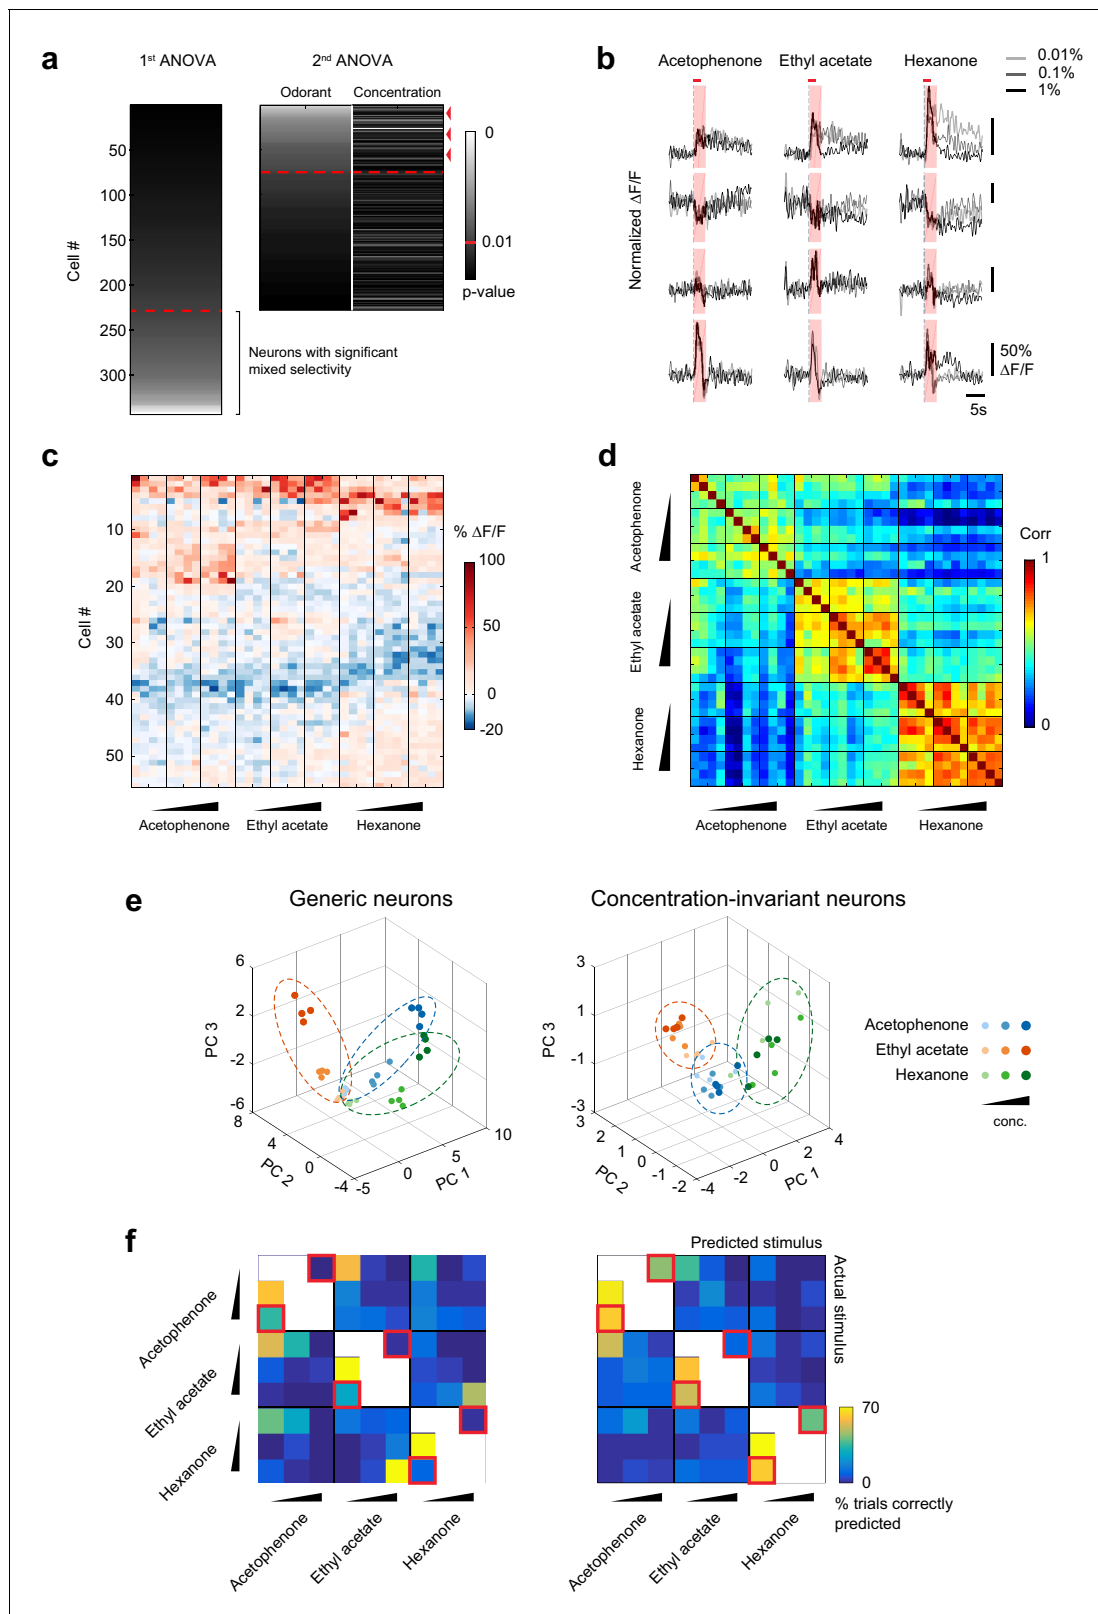 a
1st ANOVA
2nd ANOVA
Odorant
Concentration
50
100
150
200
250
300
Cell #
0
0.01
p-value
Neurons with significant
mixed selectivity
b
Acetophenone
Ethyl acetate
Hexanone
0.01%
0.1%
1%
Normalized ΔF/F
50%
ΔF/F
5s
c
10
20
30
40
50
Cell #
% ΔF/F
100
50
0
-20
Acetophenone
Ethyl acetate
Hexanone
d
Acetophenone
Ethyl acetate
Hexanone
Corr
1
0
Acetophenone
Ethyl acetate
Hexanone
e
Generic neurons
6
2
-2
-6
PC 3
8
4
0
-4
PC 2
-5
0
5
10
PC 1
Concentration-invariant neurons
3
1
-1
-3
PC 3
3
2
1
0
-1
-2
PC 2
-4
-2
0
2
4
PC 1
Acetophenone
Ethyl acetate
Hexanone
conc.
f
Acetophenone
Ethyl acetate
Hexanone
Acetophenone
Ethyl acetate
Hexanone
Predicted stimulus
Actual stimulus
70
0
% trials correctly
predicted
Acetophenone
Ethyl acetate
Hexanone